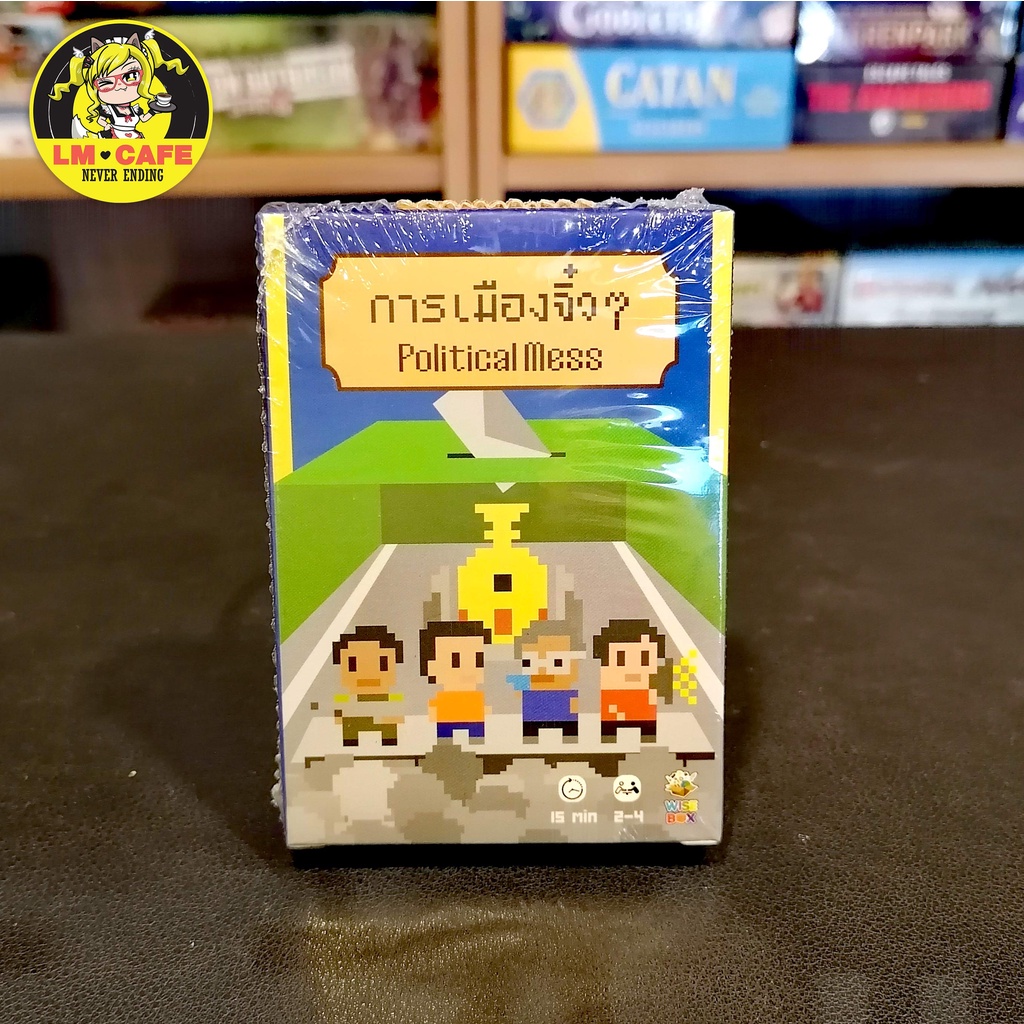 LM♥CAFE
NEVER ENDING
CATAN
การเมืองจิ๋วๆ
Political Mess
15 min
2-4
WISE
BOX